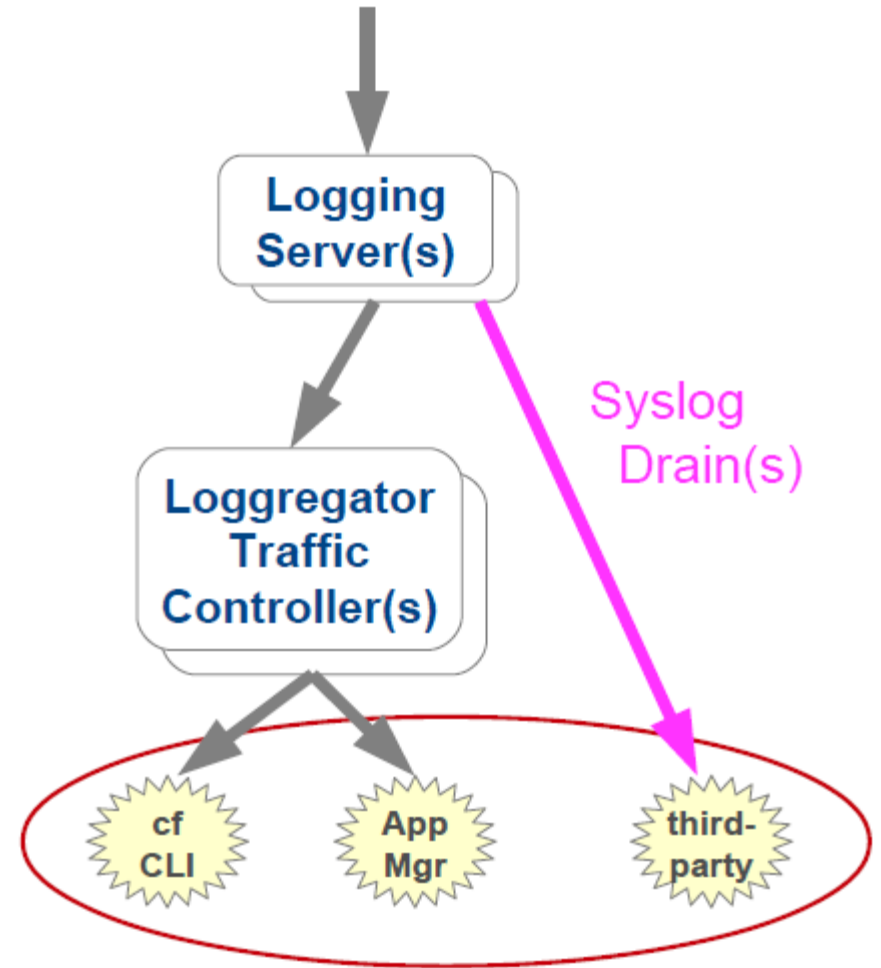 Logging
Server(s)
Syslog
Drain(s)
Loggregator
Traffic
Controller(s)
cf
CLI
App
Mgr
third-
party